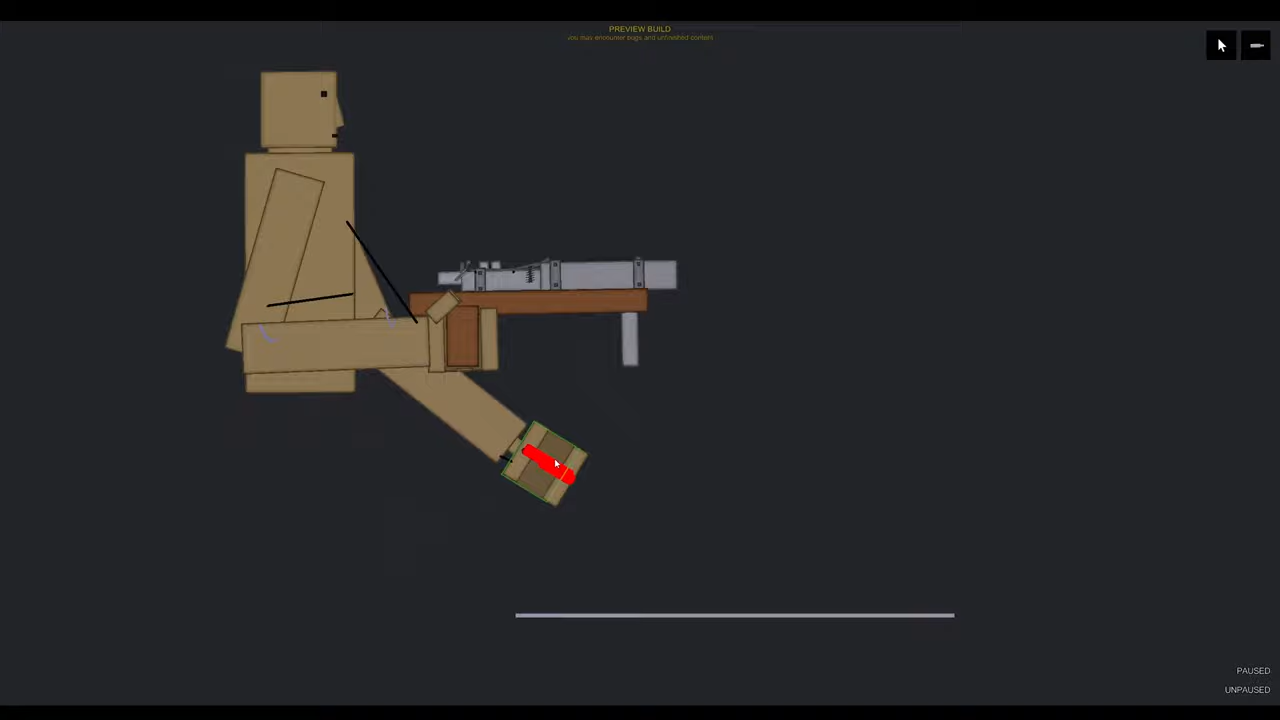 PREVIEW BUILD
you may encounter bugs and unfinished content
PAUSED
UNPAUSED